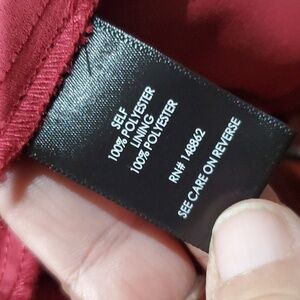 SELF
100% POLYESTER
LINING
100% POLYESTER
RN# 148862
SEE CARE ON REVERSE